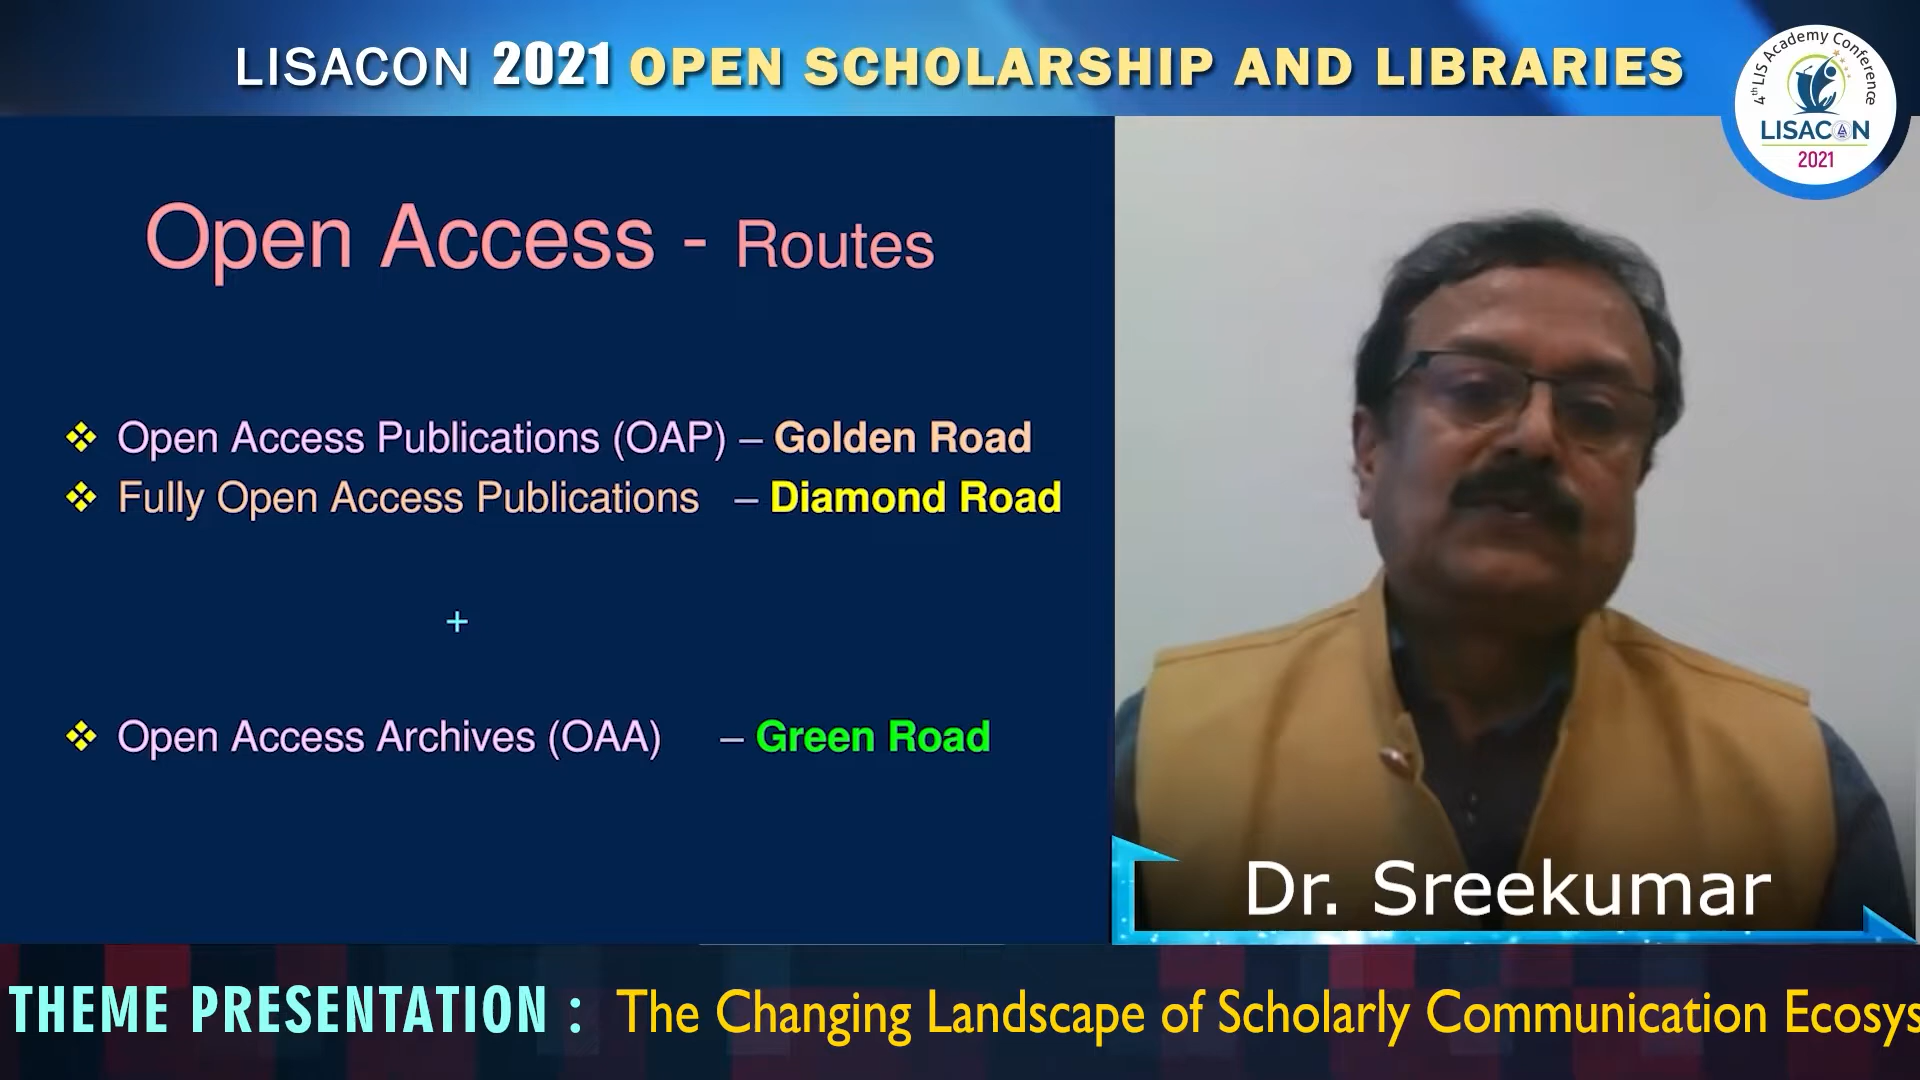 LISACON 2021 OPEN SCHOLARSHIP AND LIBRARIES
4th LIS Academy Conference
LISACON
2021
Open Access - Routes
❖ Open Access Publications (OAP) – Golden Road
❖ Fully Open Access Publications – Diamond Road
+
❖ Open Access Archives (OAA) – Green Road
Dr. Sreekumar
THEME PRESENTATION : The Changing Landscape of Scholarly Communication Ecosys